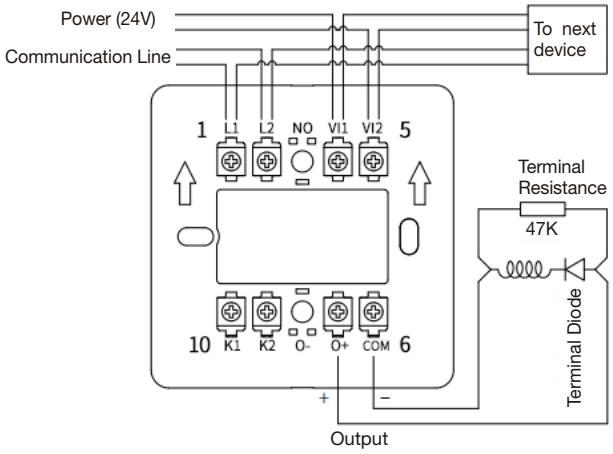 Power (24V)
Communication Line
To next
device
1 L1 L2 NO VI1 VI2 5
Terminal
Resistance
47K
Terminal Diode
10 K1 K2 O- O+ COM 6
+ −
Output